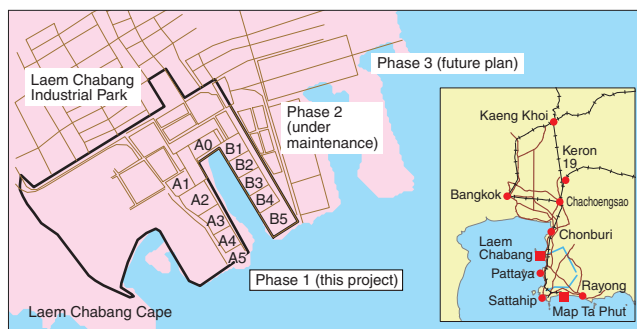 Phase 3 (future plan)
Laem Chabang
Industrial Park
Phase 2
(under
maintenance)
A0
B1
B2
B3
B4
B5
A1
A2
A3
A4
A5
Phase 1 (this project)
Laem Chabang Cape
Kaeng Khoi
Keron
19
Bangkok
Chachoengsao
Chonburi
Laem
Chabang
Pattaya
Rayong
Sattahip
Map Ta Phut